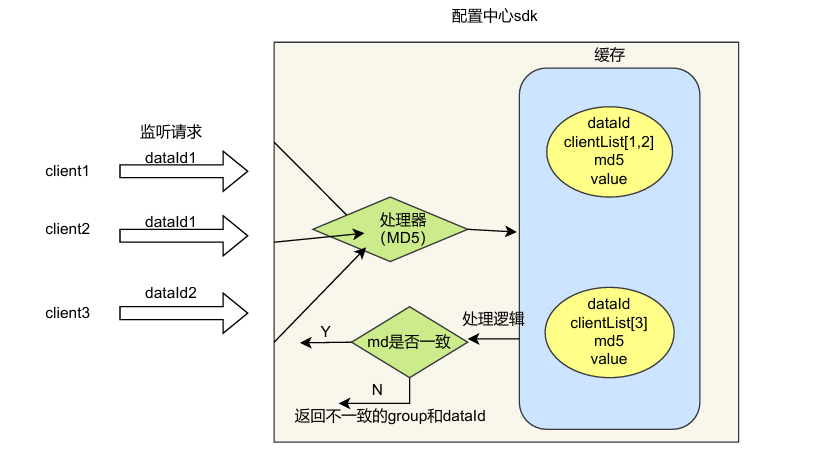 配置中心sdk
缓存
监听请求
client1
dataId1
client2
dataId1
client3
dataId2
处理器
（MD5）
dataId
clientList[1,2]
md5
value
dataId
clientList[3]
md5
value
处理逻辑
md是否一致
Y
N
返回不一致的group和dataId